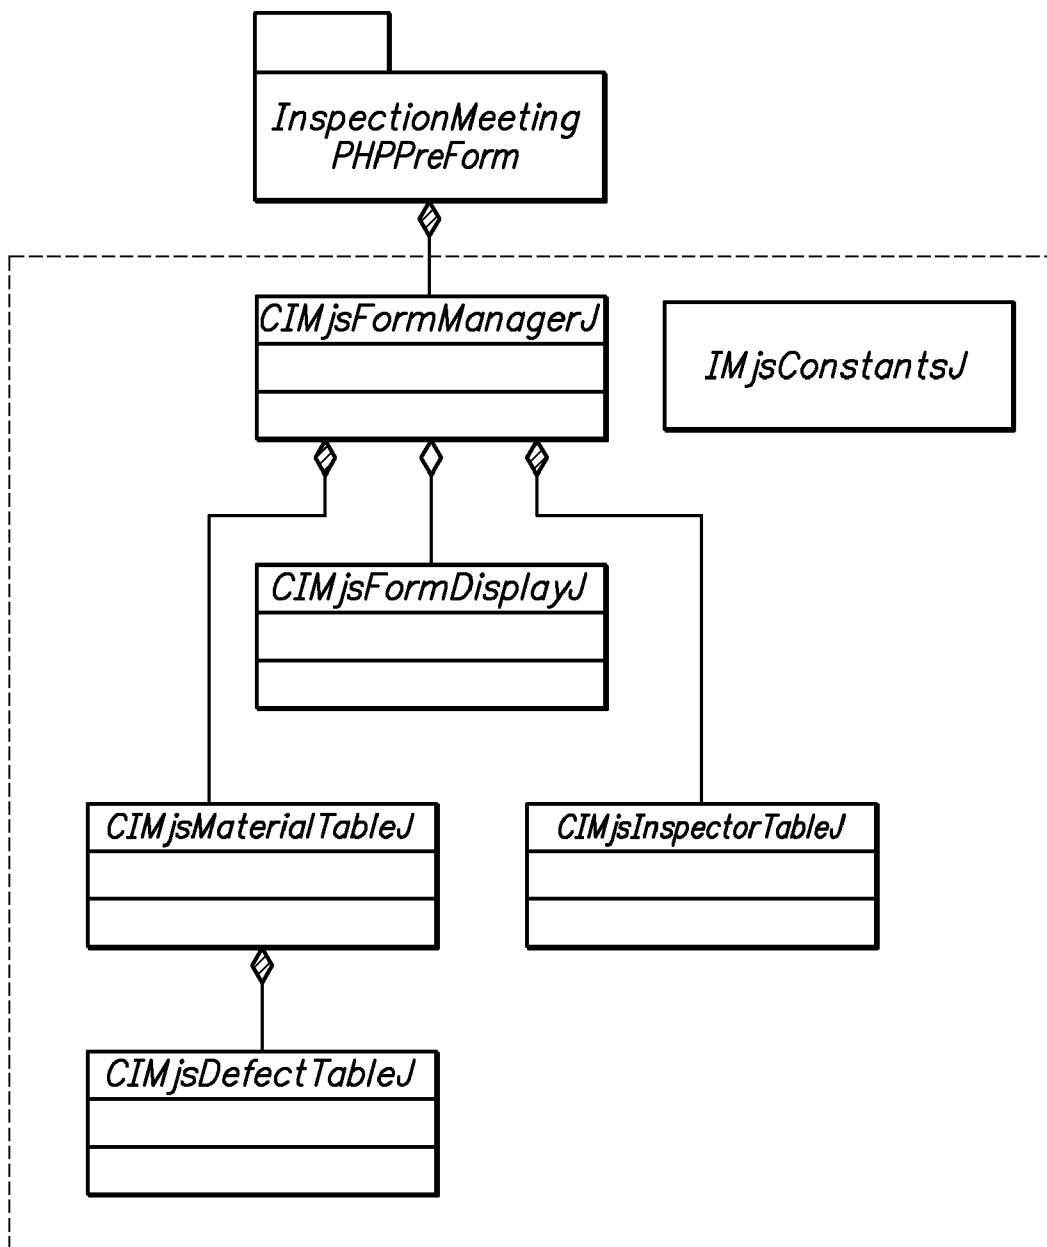 InspectionMeeting
PHPPreForm
CIMjsFormManagerJ
IMjsConstantsJ
CIMjsFormDisplayJ
CIMjsMaterialTableJ
CIMjsInspectorTableJ
CIMjsDefectTableJ